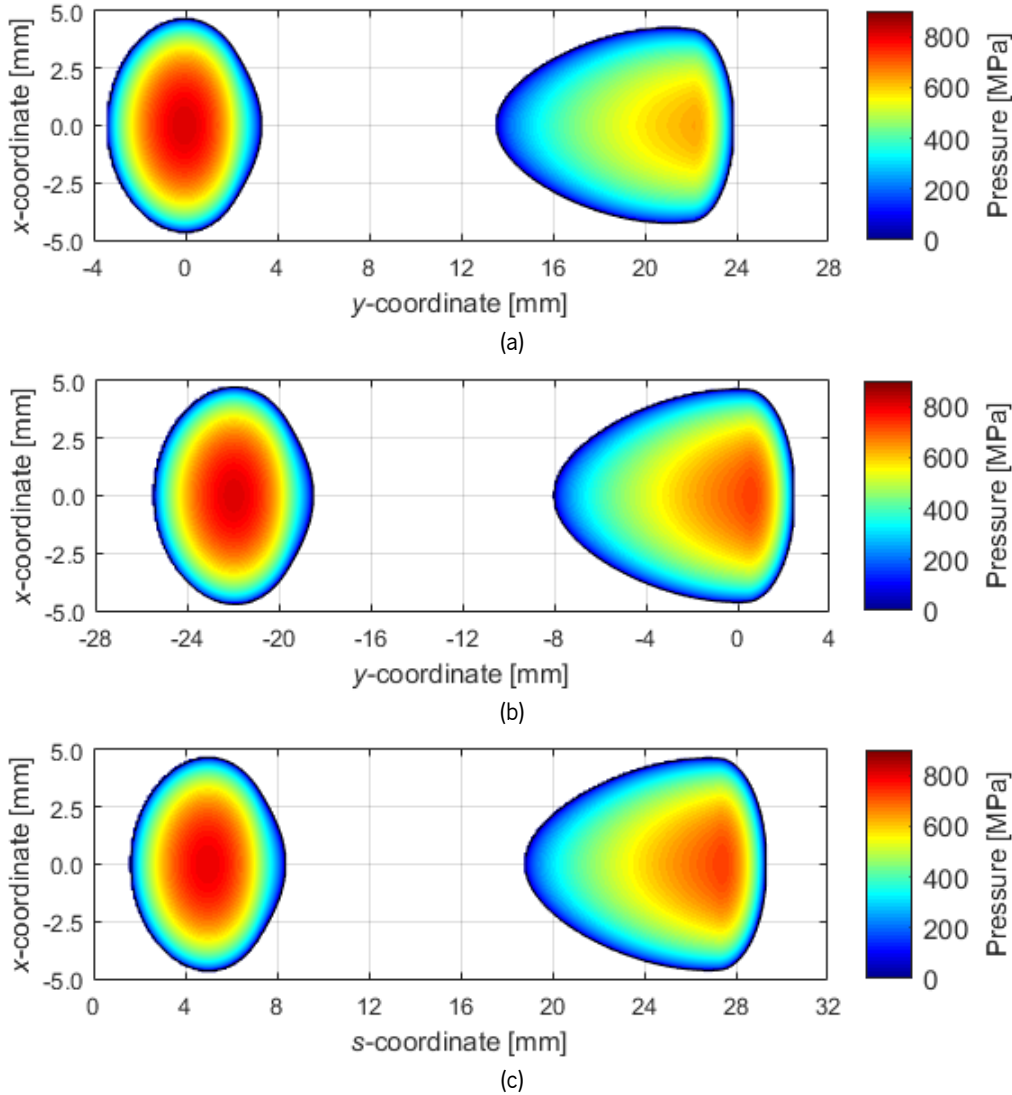 5.0
2.5
0.0
-2.5
-5.0
x-coordinate [mm]
-4 0 4 8 12 16 20 24 28
y-coordinate [mm]
800
600
400
200
0
Pressure [MPa]
(a)
5.0
2.5
0.0
-2.5
-5.0
x-coordinate [mm]
-28 -24 -20 -16 -12 -8 -4 0 4
y-coordinate [mm]
800
600
400
200
0
Pressure [MPa]
(b)
5.0
2.5
0.0
-2.5
-5.0
x-coordinate [mm]
0 4 8 12 16 20 24 28 32
s-coordinate [mm]
800
600
400
200
0
Pressure [MPa]
(c)